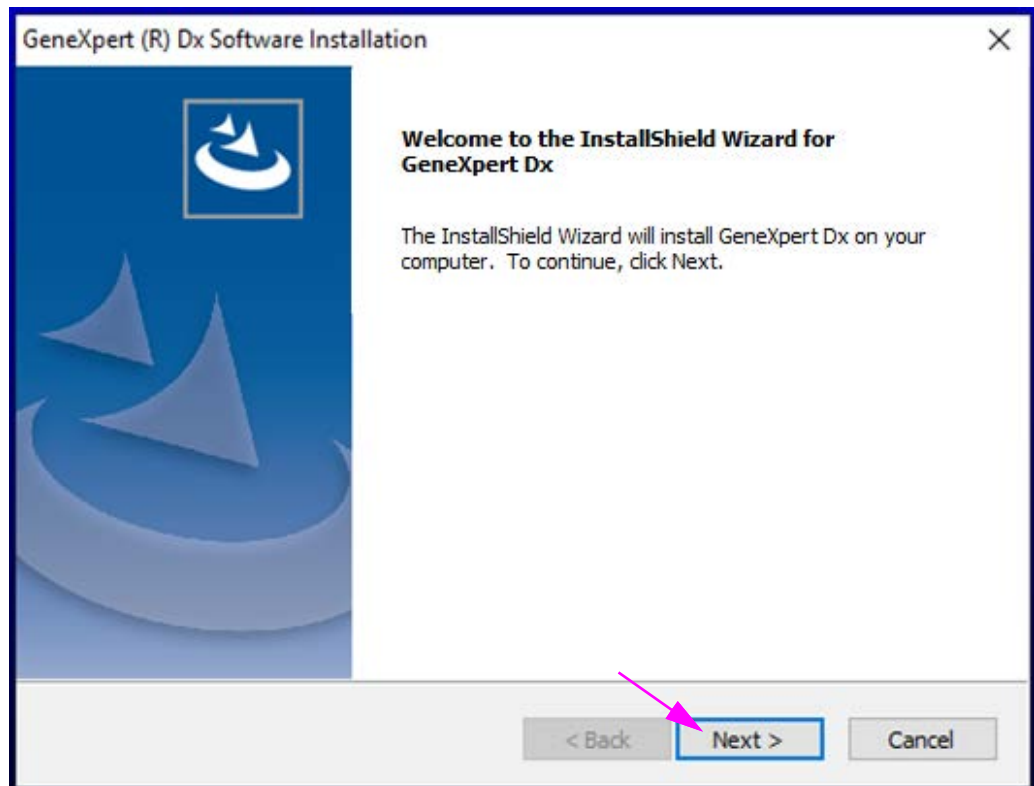 GeneXpert (R) Dx Software Installation
Welcome to the InstallShield Wizard for
GeneXpert Dx
The InstallShield Wizard will install GeneXpert Dx on your
computer. To continue, click Next.
< Back
Next >
Cancel